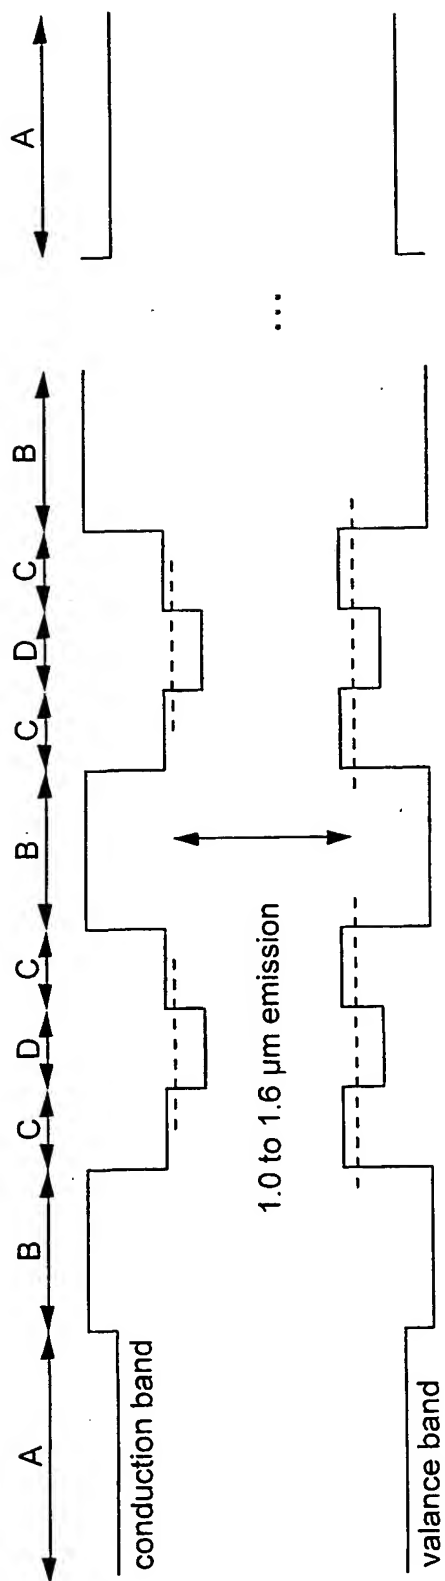 A B C D C B C D C B A
conduction band
1.0 to 1.6 µm emission
...
valance band